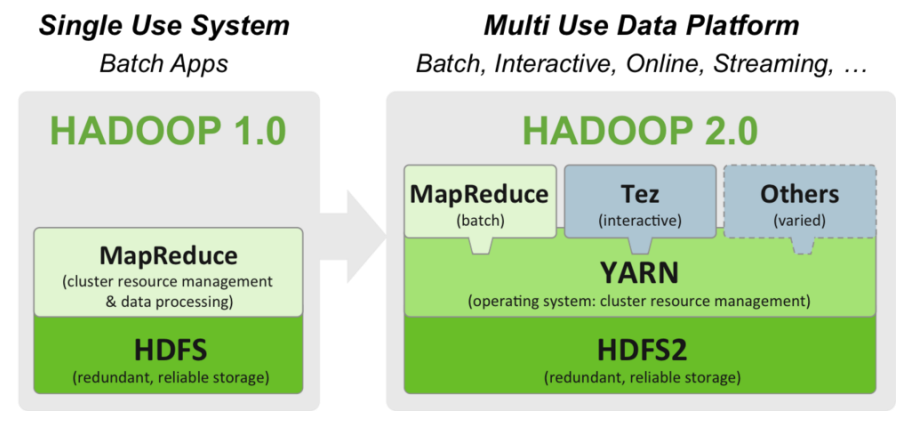 Single Use System
Batch Apps
HADOOP 1.0
MapReduce
(cluster resource management
& data processing)
HDFS
(redundant, reliable storage)
Multi Use Data Platform
Batch, Interactive, Online, Streaming, …
HADOOP 2.0
MapReduce
(batch)
Tez
(interactive)
Others
(varied)
YARN
(operating system: cluster resource management)
HDFS2
(redundant, reliable storage)